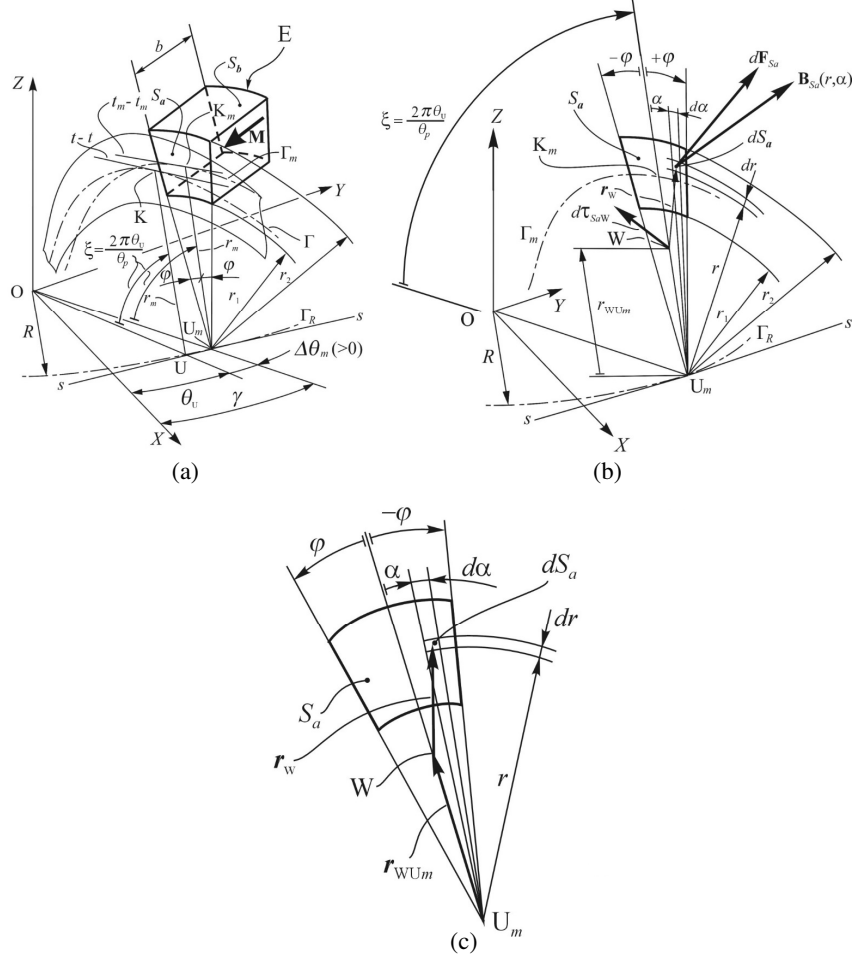 b
E
S_b
S_a
t_m - t_m
K_m
t - t
M
Γ_m
Z
Y
K
Γ
ξ = 2πθ_U / θ_p
r_m
φ
φ
r_m
r_1
r_2
O
R
U_m
Γ_R
s
U
Δθ_m (>0)
s
θ_U
γ
X
(a)
−φ
+φ
dF_Sa
B_Sa(r,α)
α
dα
S_a
dS_a
ξ = 2πθ_U / θ_p
Z
K_m
dr
r_W
dτ_SaW
W
Γ_m
r
Y
O
r_WUm
r_1
r_2
Γ_R
s
R
s
U_m
X
(b)
φ
−φ
α
dα
dS_a
dr
S_a
r_W
W
r
r_WUm
U_m
(c)